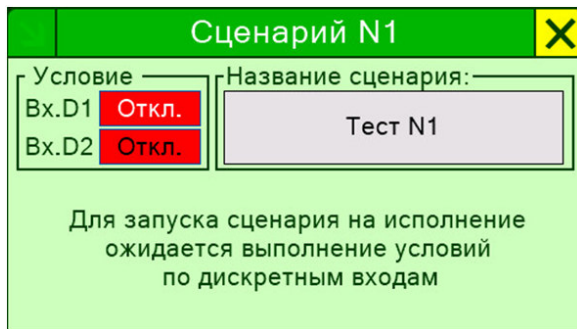 Сценарий N1
Условие
Название сценария:
Вх.D1 Откл.
Тест N1
Вх.D2 Откл.
Для запуска сценария на исполнение
ожидается выполнение условий
по дискретным входам